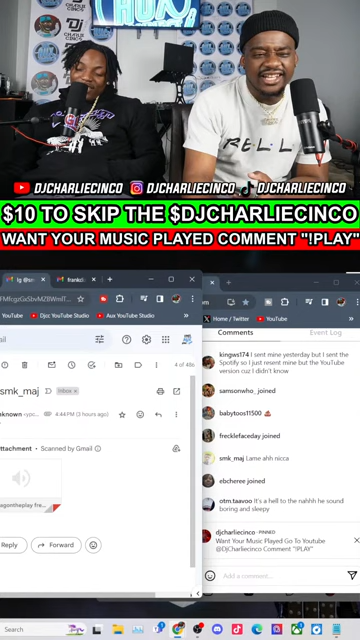 DJCHARLIECINCO DJCHARLIECINCO DJCHARLIECINCO
$10 TO SKIP THE $DJCHARLIECINCO
WANT YOUR MUSIC PLAYED COMMENT "!PLAY"
YouTube
Djcc YouTube Studio
Aux YouTube Studio
4 of
smk_maj
Inbox
4:44 PM (3 hours ago)
Scanned by Gmail
Reply
Forward
X Home / Twitter
YouTube
Comments
Event Log
kingws174 I sent mine yesterday but I sent the
Spotify so I just resent mine but the YouTube
version cuz I didn't know
samsonwho_ joined
babytoos11500 💩
frecklefaceday joined
smk_maj Lame ahh nicca
ebcheree joined
otm.taavoo: It's a hell to the nahh he sound
boring and sleepy
djcharliecinco • PINNED
Want Your Music Played Go To Youtube
@DjCharlieCinco Comment "!PLAY"
Add a comment...
Search